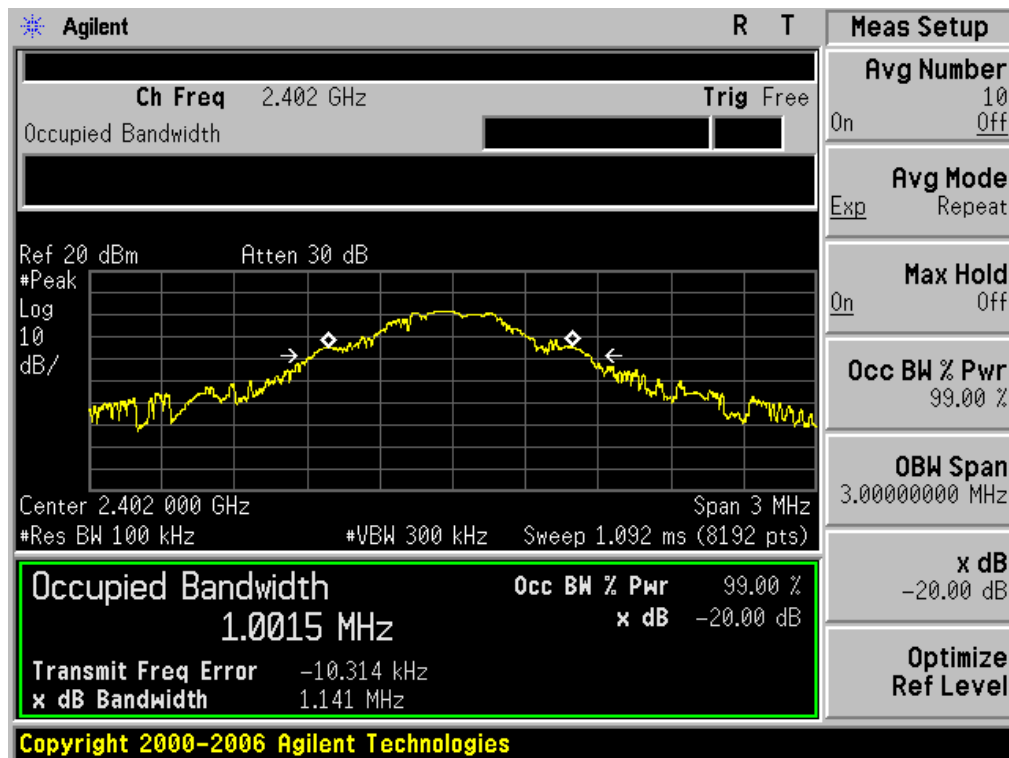 Agilent R T Meas Setup
Avg Number
10
On Off
Ch Freq 2.402 GHz Trig Free
Occupied Bandwidth
Avg Mode
Exp Repeat
Ref 20 dBm Atten 30 dB
#Peak
Log
10
dB/
Max Hold
On Off
Occ BW % Pwr
99.00 %
OBW Span
3.00000000 MHz
Center 2.402 000 GHz Span 3 MHz
#Res BW 100 kHz #VBW 300 kHz Sweep 1.092 ms (8192 pts)
Occupied Bandwidth Occ BW % Pwr 99.00 %
1.0015 MHz x dB -20.00 dB
x dB
-20.00 dB
Transmit Freq Error -10.314 kHz
x dB Bandwidth 1.141 MHz
Optimize
Ref Level
Copyright 2000-2006 Agilent Technologies